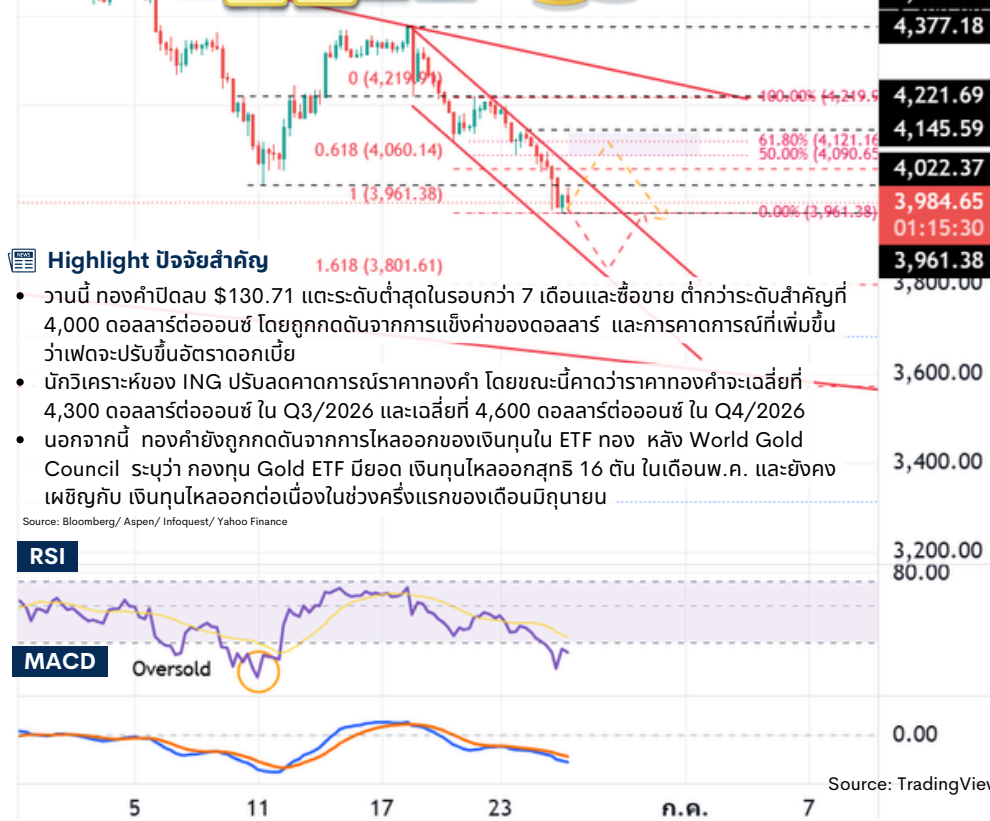 4,377.18
0 (4,219.91)
100.00% (4,219.9
4,221.69
4,145.59
61.80% (4,121.16
50.00% (4,090.65
0.618 (4,060.14)
4,022.37
1 (3,961.38)
3,984.65
01:15:30
0.00% (3,961.38)
3,961.38
1.618 (3,801.61)
3,800.00
Highlight ปัจจัยสำคัญ
• วานนี้ ทองคำปิดลบ $130.71 แตะระดับต่ำสุดในรอบกว่า 7 เดือนและซื้อขาย ต่ำกว่าระดับสำคัญที่
4,000 ดอลลาร์ต่อออนซ์ โดยถูกกดดันจากการแข็งค่าของดอลลาร์ และการคาดการณ์ที่เพิ่มขึ้น
ว่าเฟดจะปรับขึ้นอัตราดอกเบี้ย
• นักวิเคราะห์ของ ING ปรับลดคาดการณ์ราคาทองคำ โดยขณะนี้คาดว่าราคาทองคำจะเฉลี่ยที่
4,300 ดอลลาร์ต่อออนซ์ ใน Q3/2026 และเฉลี่ยที่ 4,600 ดอลลาร์ต่อออนซ์ ใน Q4/2026
• นอกจากนี้ ทองคำยังถูกกดดันจากการไหลออกของเงินทุนใน ETF ทอง หลัง World Gold
Council ระบุว่า กองทุน Gold ETF มียอด เงินทุนไหลออกสุทธิ 16 ตัน ในเดือนพ.ค. และยังคง
เผชิญกับ เงินทุนไหลออกต่อเนื่องในช่วงครึ่งแรกของเดือนมิถุนายน
Source: Bloomberg/ Aspen/ Infoquest/ Yahoo Finance
3,600.00
3,400.00
3,200.00
RSI
80.00
MACD
Oversold
0.00
Source: TradingView
5
11
17
23
ก.ค.
7